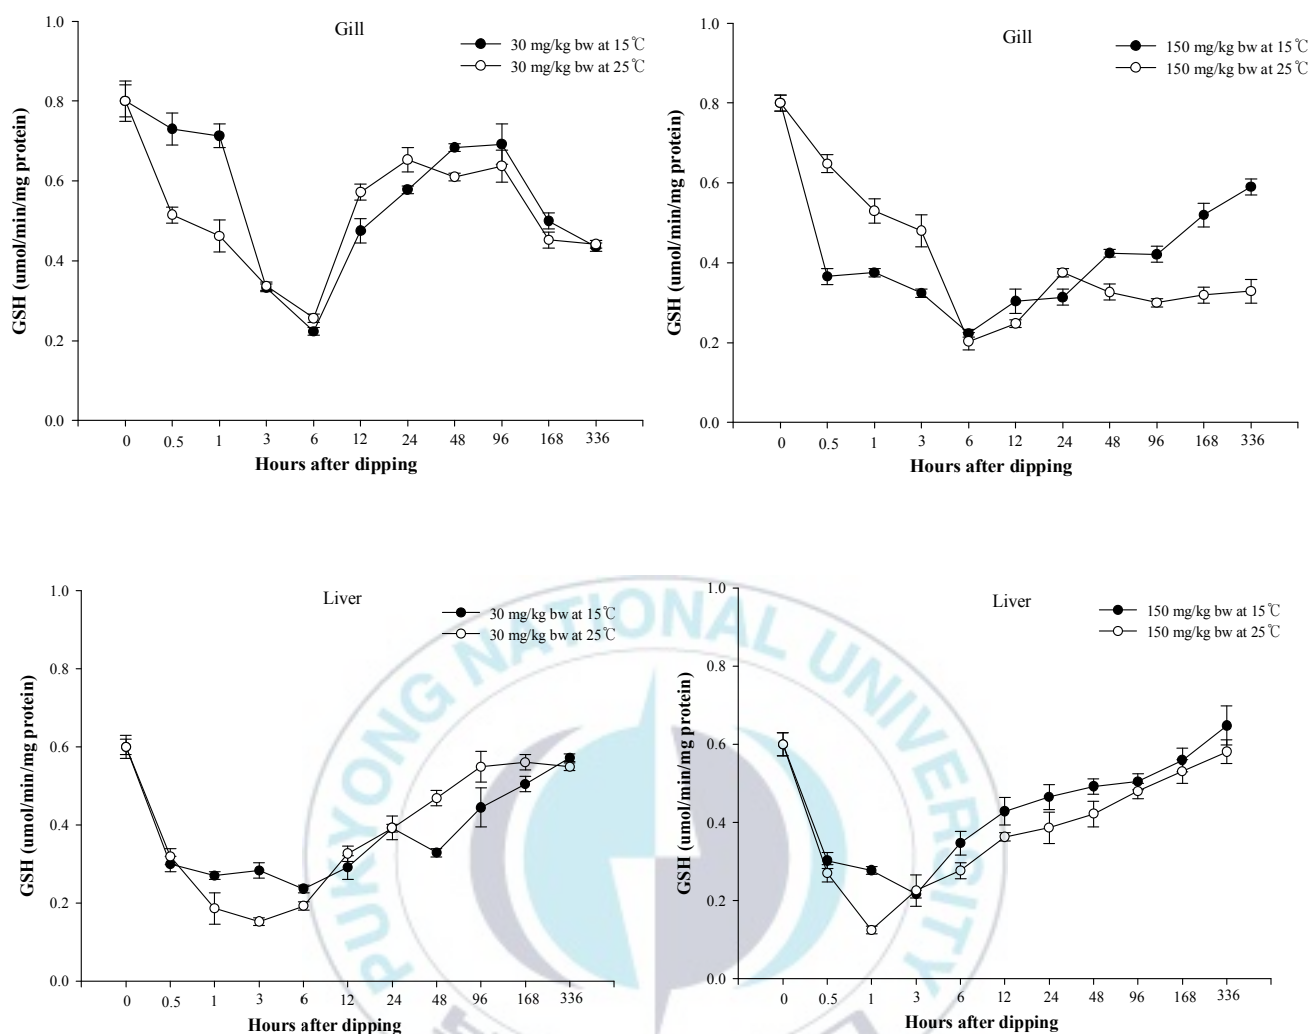 Gill
30 mg/kg bw at 15℃
30 mg/kg bw at 25℃
GSH (umol/min/mg protein)
1.0
0.8
0.6
0.4
0.2
0.0
0 0.5 1 3 6 12 24 48 96 168 336
Hours after dipping
Gill
150 mg/kg bw at 15℃
150 mg/kg bw at 25℃
GSH (umol/min/mg protein)
1.0
0.8
0.6
0.4
0.2
0.0
0 0.5 1 3 6 12 24 48 96 168 336
Hours after dipping
Liver
30 mg/kg bw at 15℃
30 mg/kg bw at 25℃
GSH (umol/min/mg protein)
1.0
0.8
0.6
0.4
0.2
0.0
0 0.5 1 3 6 12 24 48 96 168 336
Hours after dipping
Liver
150 mg/kg bw at 15℃
150 mg/kg bw at 25℃
GSH (umol/min/mg protein)
1.0
0.8
0.6
0.4
0.2
0.0
0 0.5 1 3 6 12 24 48 96 168 336
Hours after dipping
PUKYONG NATIONAL UNIVERSITY